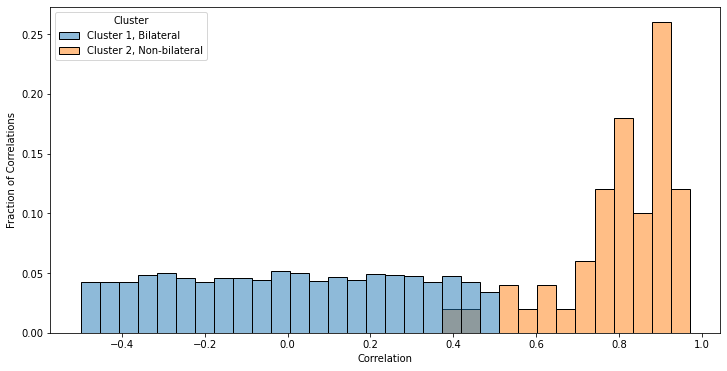 Cluster
Cluster 1, Bilateral
Cluster 2, Non-bilateral
Fraction of Correlations
0.25
0.20
0.15
0.10
0.05
0.00
−0.4 −0.2 0.0 0.2 0.4 0.6 0.8 1.0
Correlation